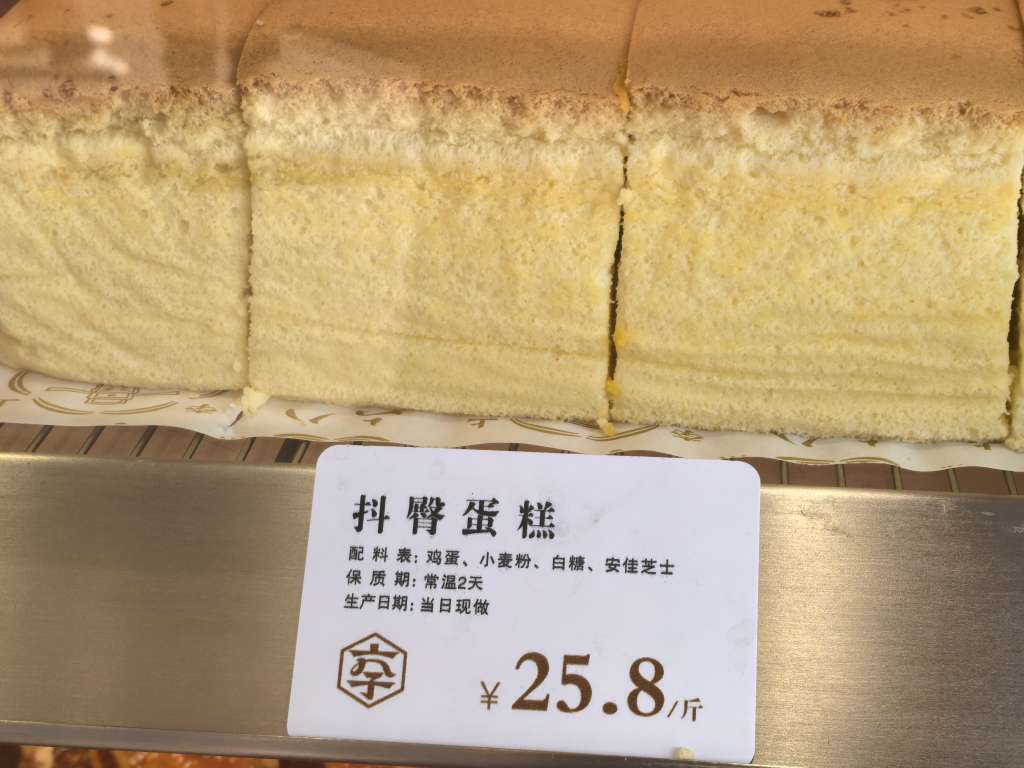 抖臀蛋糕
配料表：鸡蛋、小麦粉、白糖、安佳芝士
保质期：常温2天
生产日期：当日现做
¥25.8/斤